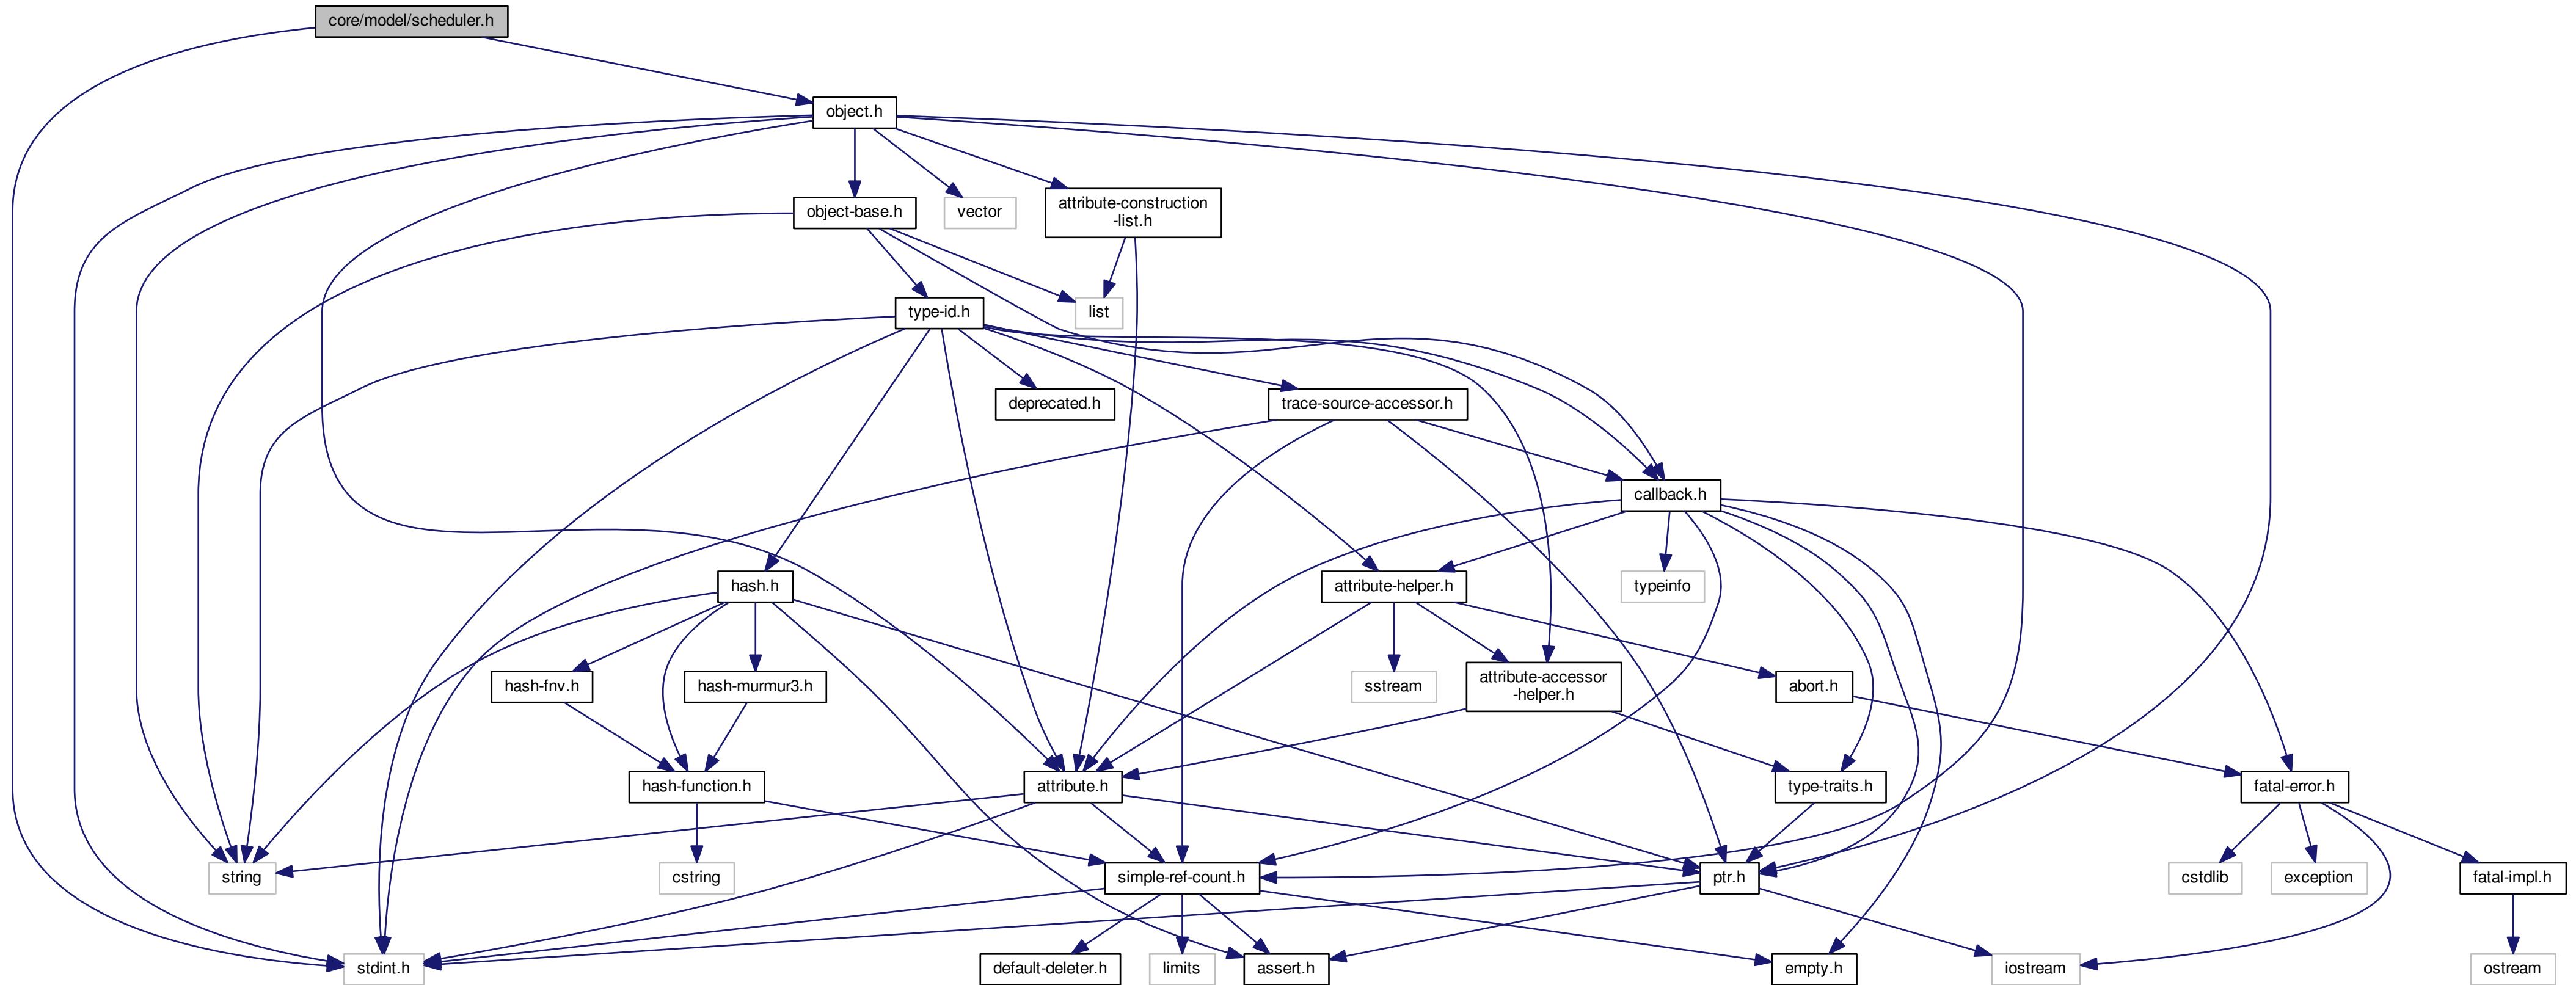 core/model/scheduler.h
object.h
object-base.h
vector
attribute-construction
-list.h
type-id.h
list
deprecated.h
trace-source-accessor.h
callback.h
hash.h
attribute-helper.h
typeinfo
hash-fnv.h
hash-murmur3.h
sstream
attribute-accessor
-helper.h
abort.h
hash-function.h
attribute.h
type-traits.h
fatal-error.h
string
cstring
simple-ref-count.h
ptr.h
cstdlib
exception
fatal-impl.h
stdint.h
default-deleter.h
limits
assert.h
empty.h
iostream
ostream